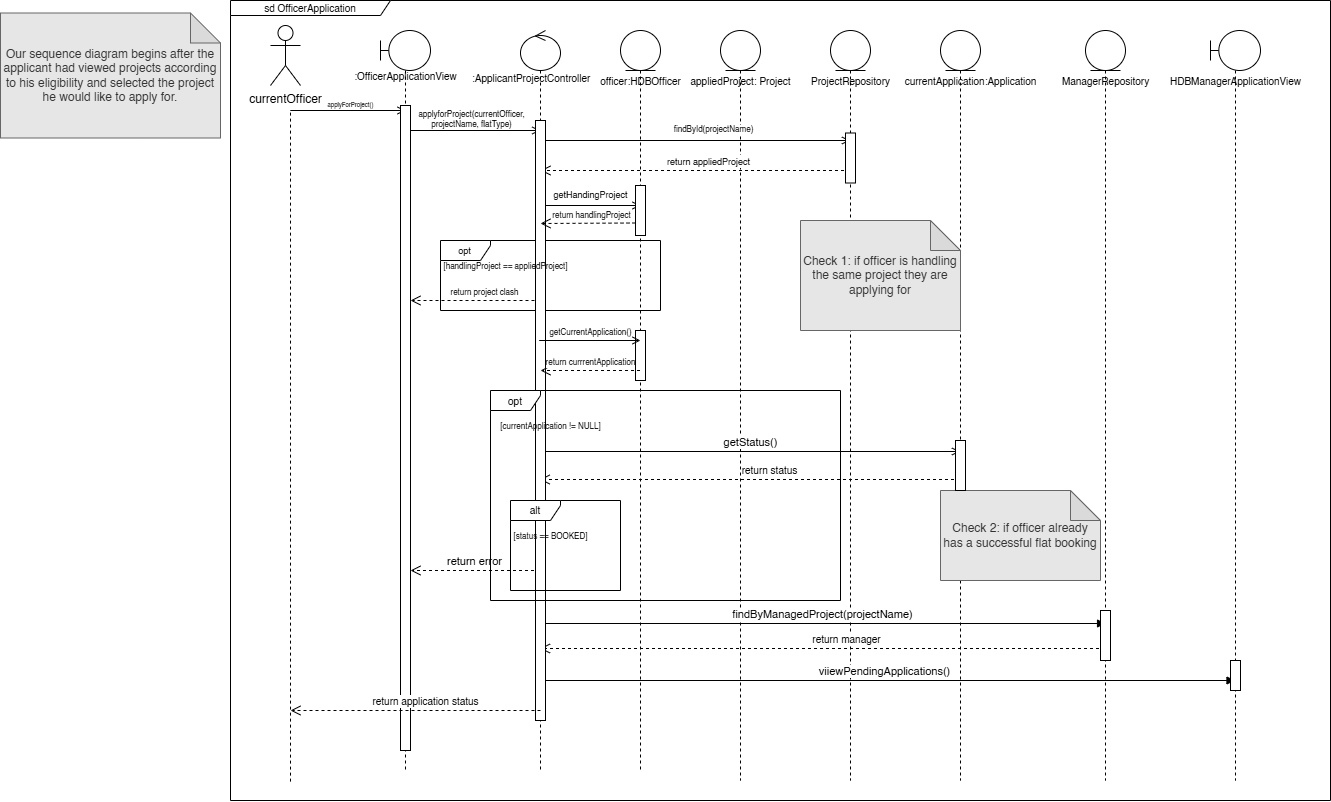 sd OfficerApplication
Our sequence diagram begins after the
applicant had viewed projects according
to his eligibility and selected the project
he would like to apply for.
currentOfficer
:OfficerApplicationView
:ApplicantProjectController
officer:HDBOfficer
appliedProject: Project
ProjectRepository
currentApplication:Application
ManagerRepository
HDBManagerApplicationView
applyForProject()
applyforProject(currentOfficer,
projectName, flatType)
findById(projectName)
return appliedProject
getHandingProject
return handlingProject
opt
[handlingProject == appliedProject]
return project clash
Check 1: if officer is handling
the same project they are
applying for
getCurrentApplication()
return currrentApplication
opt
[currentApplication != NULL]
getStatus()
return status
alt
[status == BOOKED]
return error
Check 2: if officer already
has a successful flat booking
findByManagedProject(projectName)
return manager
viiewPendingApplications()
return application status